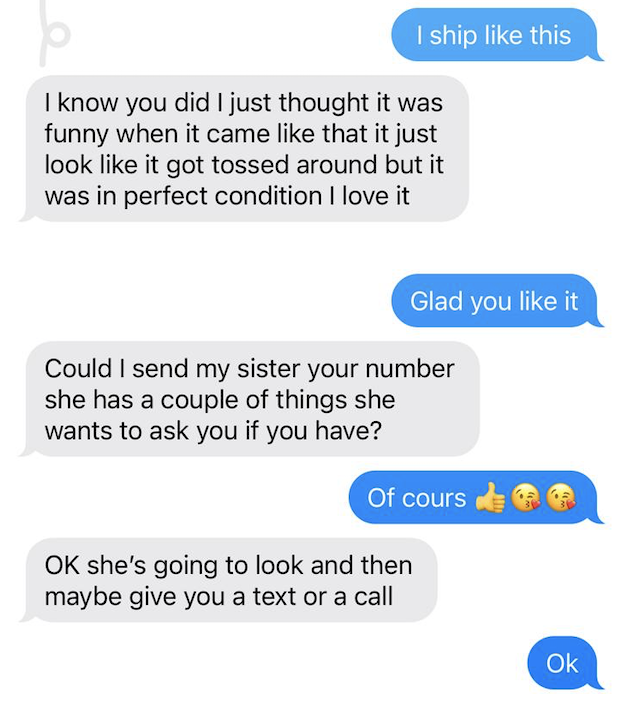 I ship like this
I know you did I just thought it was
funny when it came like that it just
look like it got tossed around but it
was in perfect condition I love it
Glad you like it
Could I send my sister your number
she has a couple of things she
wants to ask you if you have?
Of cours 👍😘😘
OK she’s going to look and then
maybe give you a text or a call
Ok